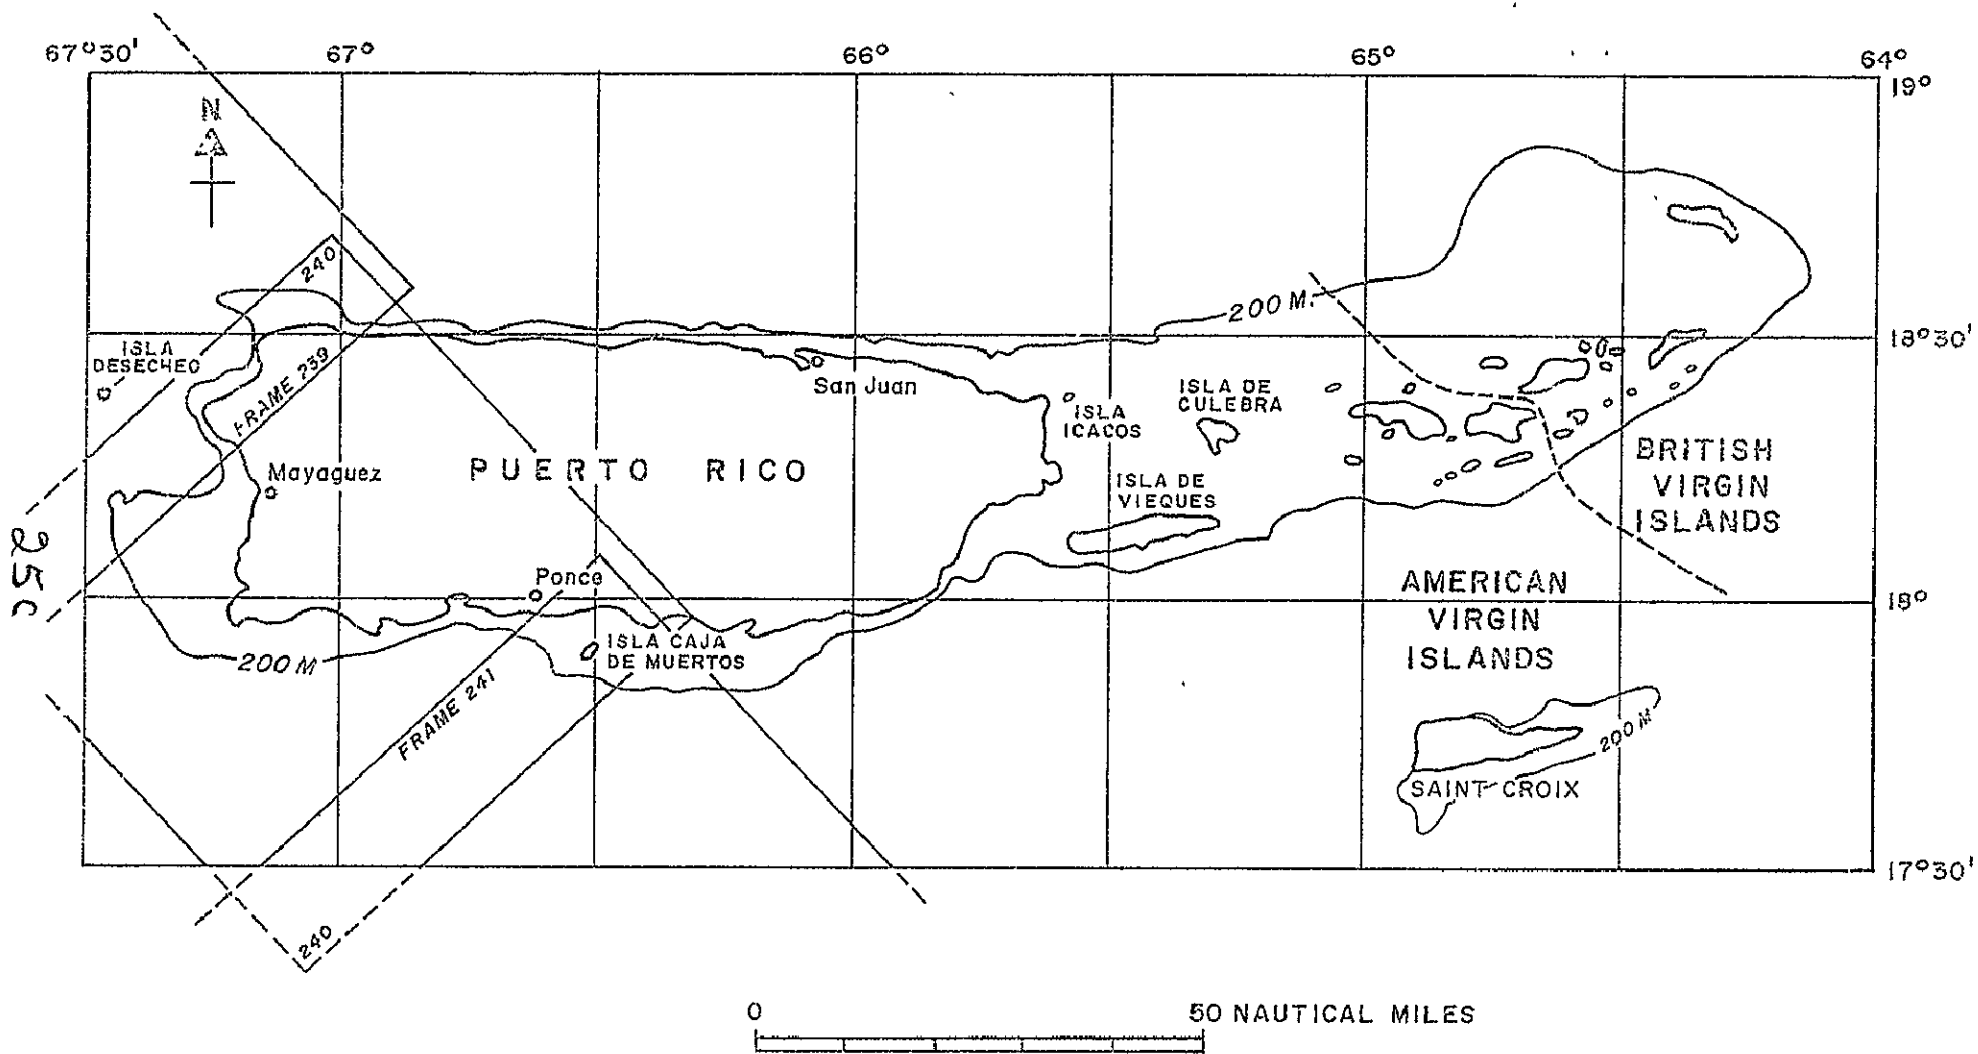 67°30'
67°
66°
65°
64°
19°
N
240
200 M.
18°30'
ISLA
DESECHEO
FRAME 239
San Juan
ISLA
ICACOS
ISLA DE
CULEBRA
Mayaguez
PUERTO RICO
ISLA DE
VIEQUES
BRITISH
VIRGIN
ISLANDS
25c
Ponce
AMERICAN
VIRGIN
ISLANDS
18°
ISLA CAJA
DE MUERTOS
200 M
FRAME 241
200 M
SAINT CROIX
17°30'
240
0
50 NAUTICAL MILES